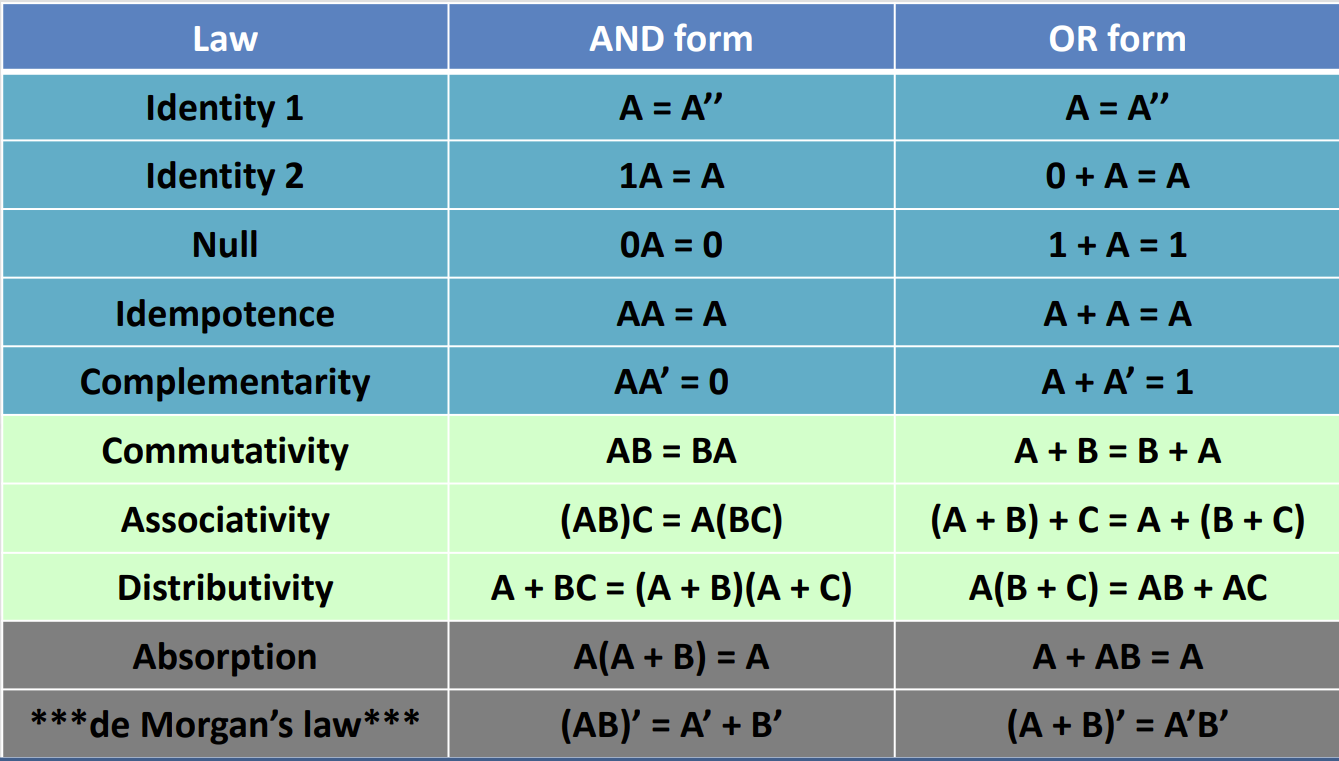 Law AND form OR form
Identity 1 A = A’’ A = A’’
Identity 2 1A = A 0 + A = A
Null 0A = 0 1 + A = 1
Idempotence AA = A A + A = A
Complementarity AA’ = 0 A + A’ = 1
Commutativity AB = BA A + B = B + A
Associativity (AB)C = A(BC) (A + B) + C = A + (B + C)
Distributivity A + BC = (A + B)(A + C) A(B + C) = AB + AC
Absorption A(A + B) = A A + AB = A
***de Morgan’s law*** (AB)’ = A’ + B’ (A + B)’ = A’B’